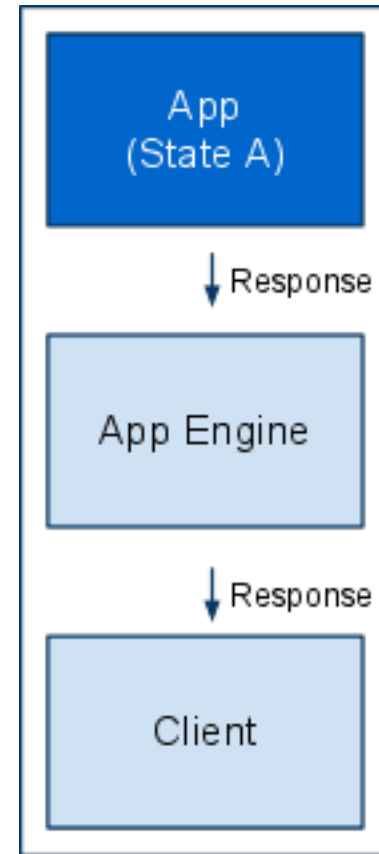 App
(State A)
Response
App Engine
Response
Client